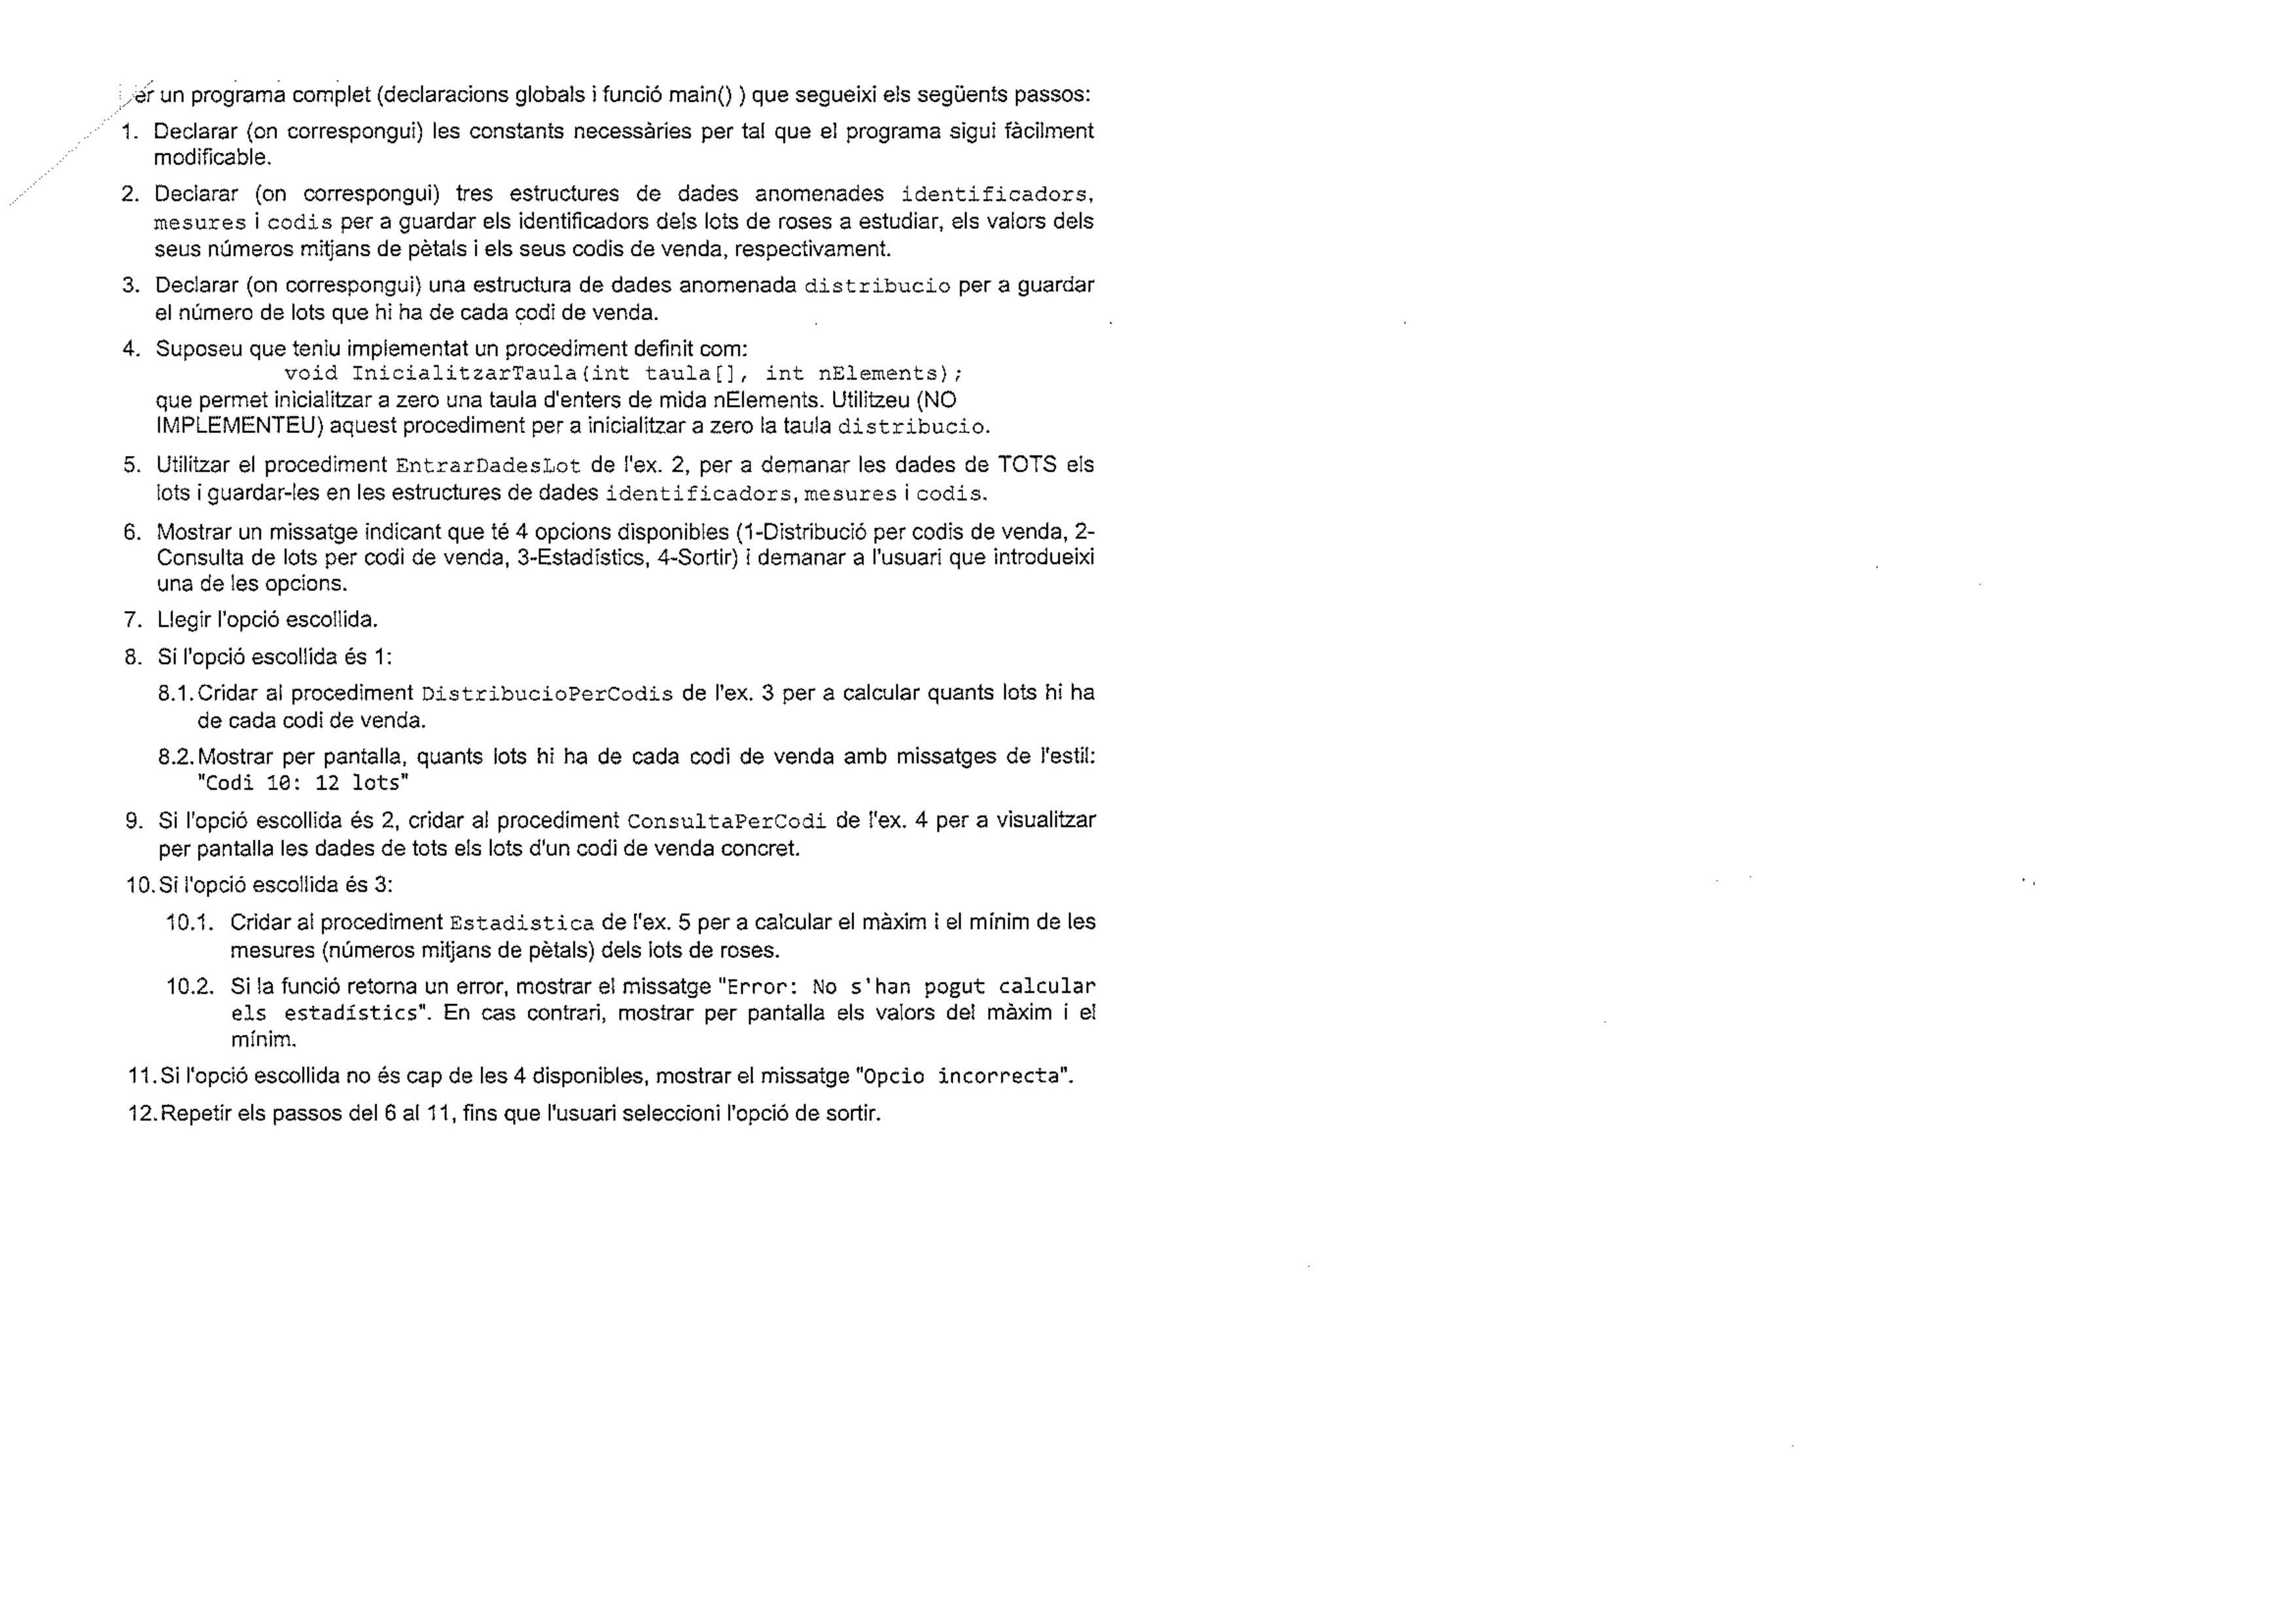 er un programa complet (declaracions globals i funció main() ) que segueixi els següents passos:
1. Declarar (on correspongui) les constants necessàries per tal que el programa sigui fàcilment
modificable.
2. Declarar (on correspongui) tres estructures de dades anomenades identificadors,
mesures i codis per a guardar els identificadors dels lots de roses a estudiar, els valors dels
seus números mitjans de pètals i els seus codis de venda, respectivament.
3. Declarar (on correspongui) una estructura de dades anomenada distribucio per a guardar
el número de lots que hi ha de cada codi de venda.
4. Suposeu que teniu implementat un procediment definit com:
void InicialitzarTaula(int taula[], int nElements);
que permet inicialitzar a zero una taula d'enters de mida nElements. Utilitzeu (NO
IMPLEMENTEU) aquest procediment per a inicialitzar a zero la taula distribucio.
5. Utilitzar el procediment EntrarDadesLot de l'ex. 2, per a demanar les dades de TOTS els
lots i guardar-les en les estructures de dades identificadors, mesures i codis.
6. Mostrar un missatge indicant que té 4 opcions disponibles (1-Distribució per codis de venda, 2-
Consulta de lots per codi de venda, 3-Estadístics, 4-Sortir) i demanar a l'usuari que introdueixi
una de les opcions.
7. Llegir l'opció escollida.
8. Si l'opció escollida és 1:
8.1. Cridar al procediment DistribucioPerCodis de l'ex. 3 per a calcular quants lots hi ha
de cada codi de venda.
8.2. Mostrar per pantalla, quants lots hi ha de cada codi de venda amb missatges de l'estil:
"Codi 10: 12 lots"
9. Si l'opció escollida és 2, cridar al procediment ConsultaPerCodi de l'ex. 4 per a visualitzar
per pantalla les dades de tots els lots d'un codi de venda concret.
10. Si l'opció escollida és 3:
10.1. Cridar al procediment Estadistica de l'ex. 5 per a calcular el màxim i el mínim de les
mesures (números mitjans de pètals) dels lots de roses.
10.2. Si la funció retorna un error, mostrar el missatge "Error: No s'han pogut calcular
els estadístics". En cas contrari, mostrar per pantalla els valors del màxim i el
mínim.
11. Si l'opció escollida no és cap de les 4 disponibles, mostrar el missatge "Opcio incorrecta".
12. Repetir els passos del 6 al 11, fins que l'usuari seleccioni l'opció de sortir.